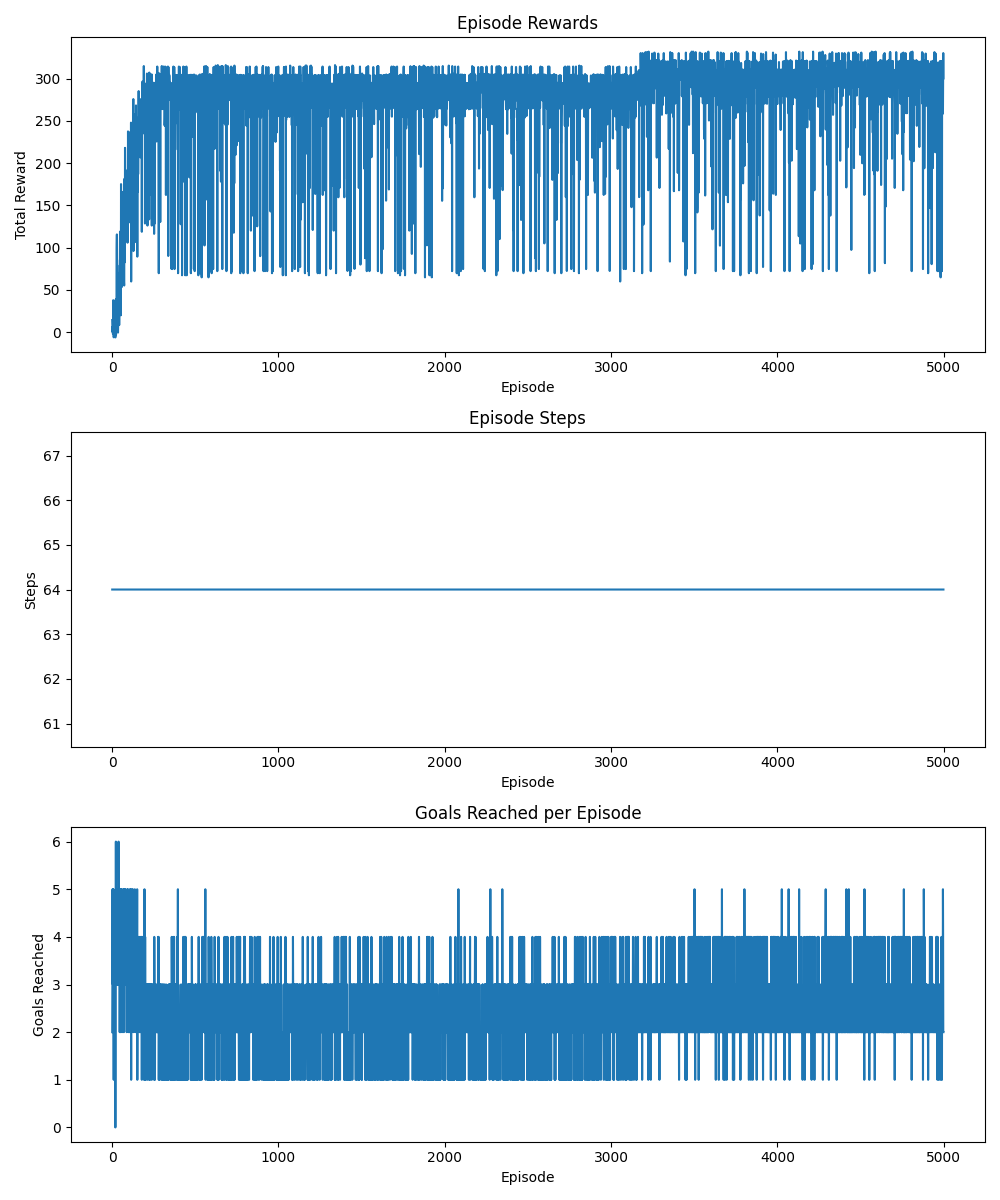 Episode Rewards
300
250
200
150
100
50
0
Total Reward
0 1000 2000 3000 4000 5000
Episode
Episode Steps
67
66
65
64
63
62
61
Steps
0 1000 2000 3000 4000 5000
Episode
Goals Reached per Episode
6
5
4
3
2
1
0
Goals Reached
0 1000 2000 3000 4000 5000
Episode